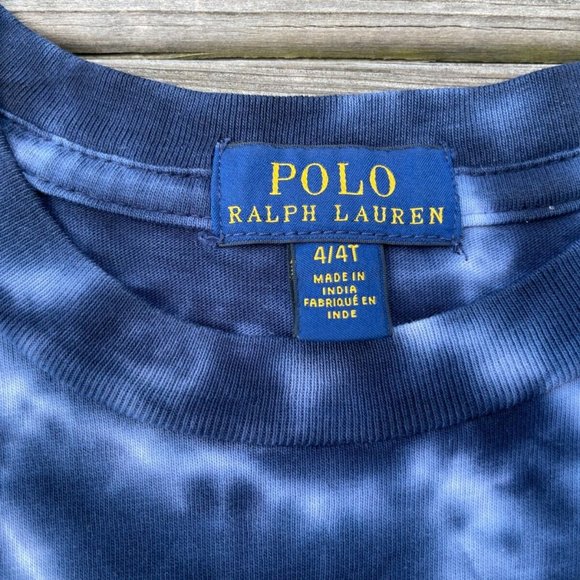 POLO
RALPH LAUREN
4/4T
MADE IN
INDIA
FABRIQUÉ EN
INDE